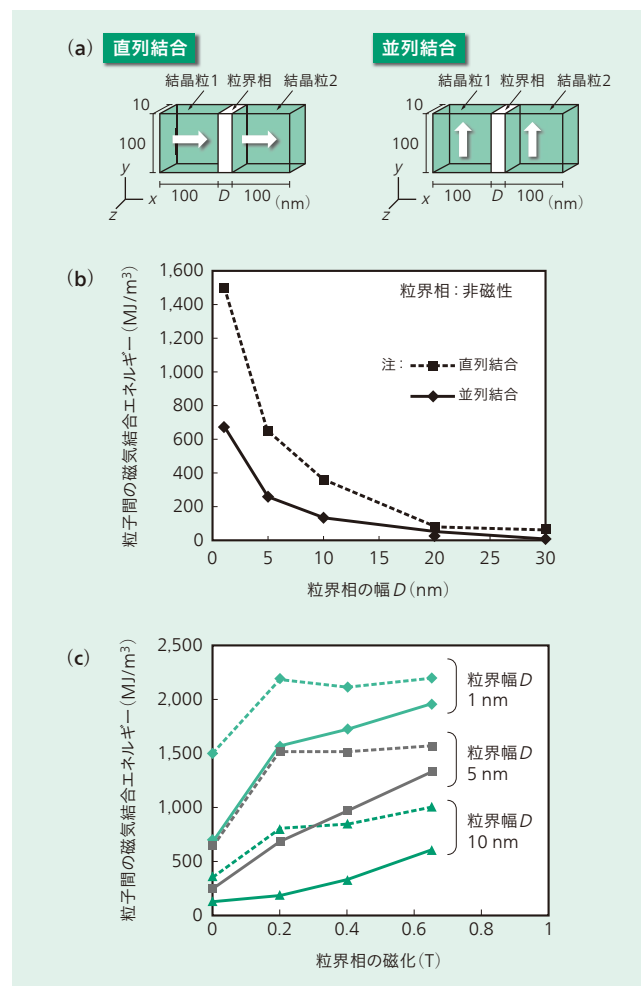 (a) 直列結合 並列結合
結晶粒1 粒界相 結晶粒2 結晶粒1 粒界相 結晶粒2
10 10
100 100
y y
x 100 D 100 (nm) x 100 D 100 (nm)
z z
(b)
粒子間の磁気結合エネルギー(MJ/m³)
1,600
1,400
1,200
1,000
800
600
400
200
0
粒界相:非磁性
注: 直列結合
並列結合
0 5 10 15 20 25 30
粒界相の幅D(nm)
(c)
粒子間の磁気結合エネルギー(MJ/m³)
2,500
2,000
1,500
1,000
500
0
粒界幅D
1 nm
粒界幅D
5 nm
粒界幅D
10 nm
0 0.2 0.4 0.6 0.8 1
粒界相の磁化(T)